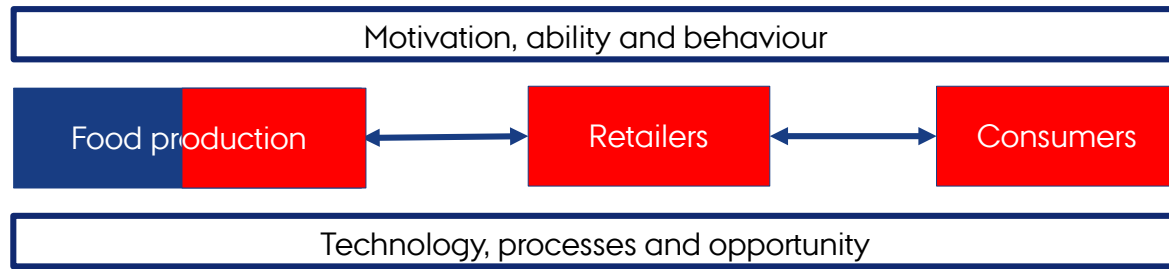 Motivation, ability and behaviour
Food production
Retailers
Consumers
Technology, processes and opportunity